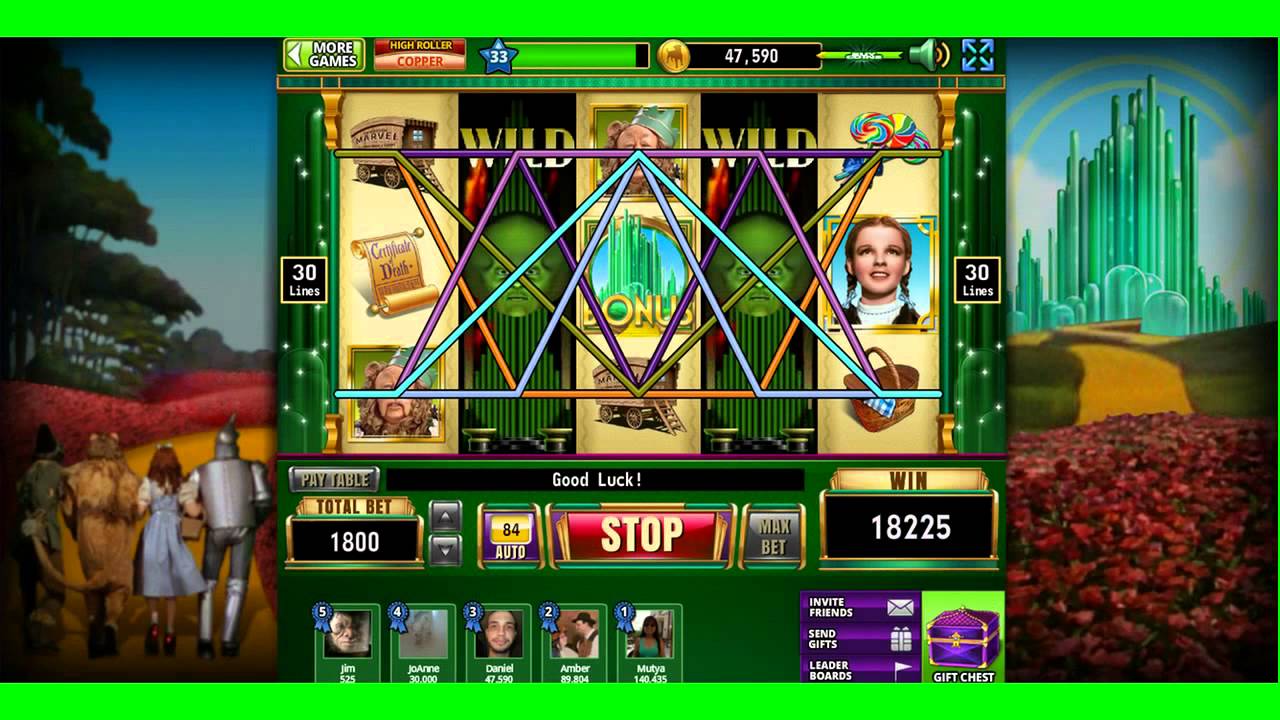 MORE
GAMES
HIGH ROLLER
COPPER
33
47,590
MARVEL
WILD
WILD
Certificate
of
Death
30
Lines
30
Lines
BONUS
PAY TABLE
Good Luck!
WIN
TOTAL BET
1800
84
AUTO
STOP
MAX
BET
18225
5
4
3
2
1
Jim
JoAnne
Daniel
Amber
Mutya
525
30,000
47,590
89,804
140,435
INVITE
FRIENDS
SEND
GIFTS
LEADER
BOARDS
GIFT CHEST